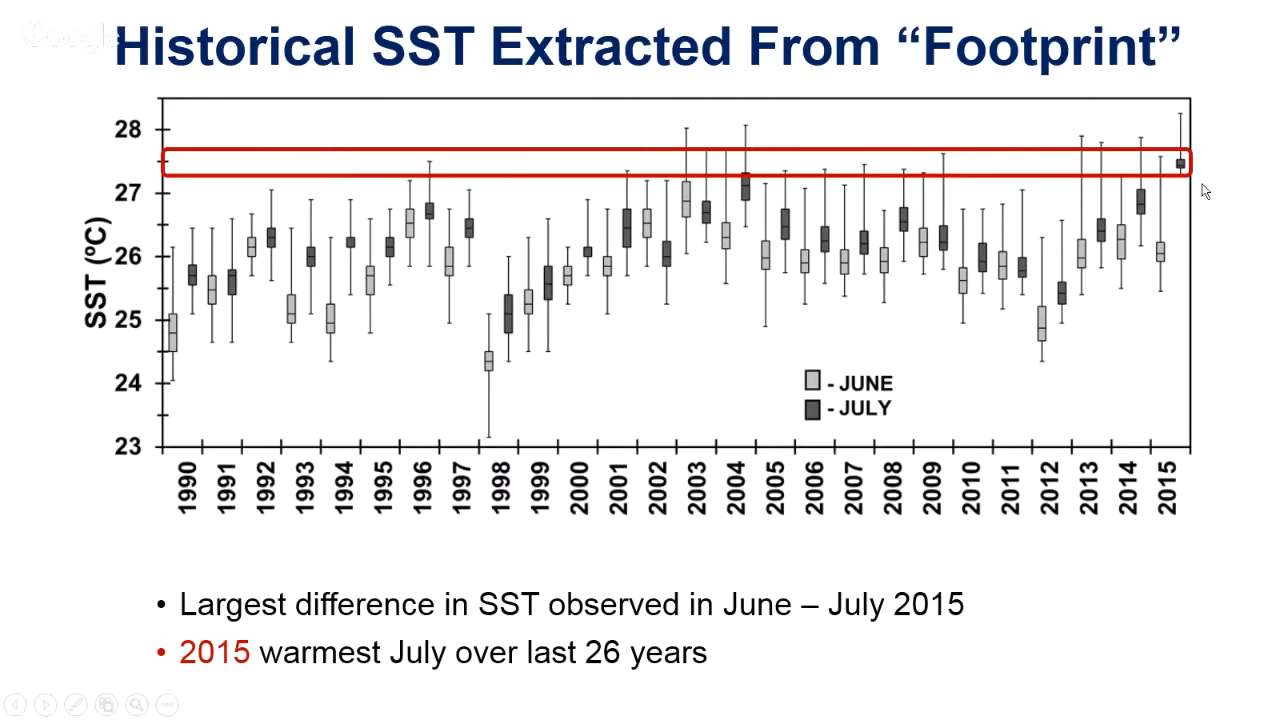 Google
Historical SST Extracted From “Footprint”
SST (ºC)
28
27
26
25
24
23
- JUNE
- JULY
1990 1991 1992 1993 1994 1995 1996 1997 1998 1999 2000 2001 2002 2003 2004 2005 2006 2007 2008 2009 2010 2011 2012 2013 2014 2015
• Largest difference in SST observed in June – July 2015
• 2015 warmest July over last 26 years